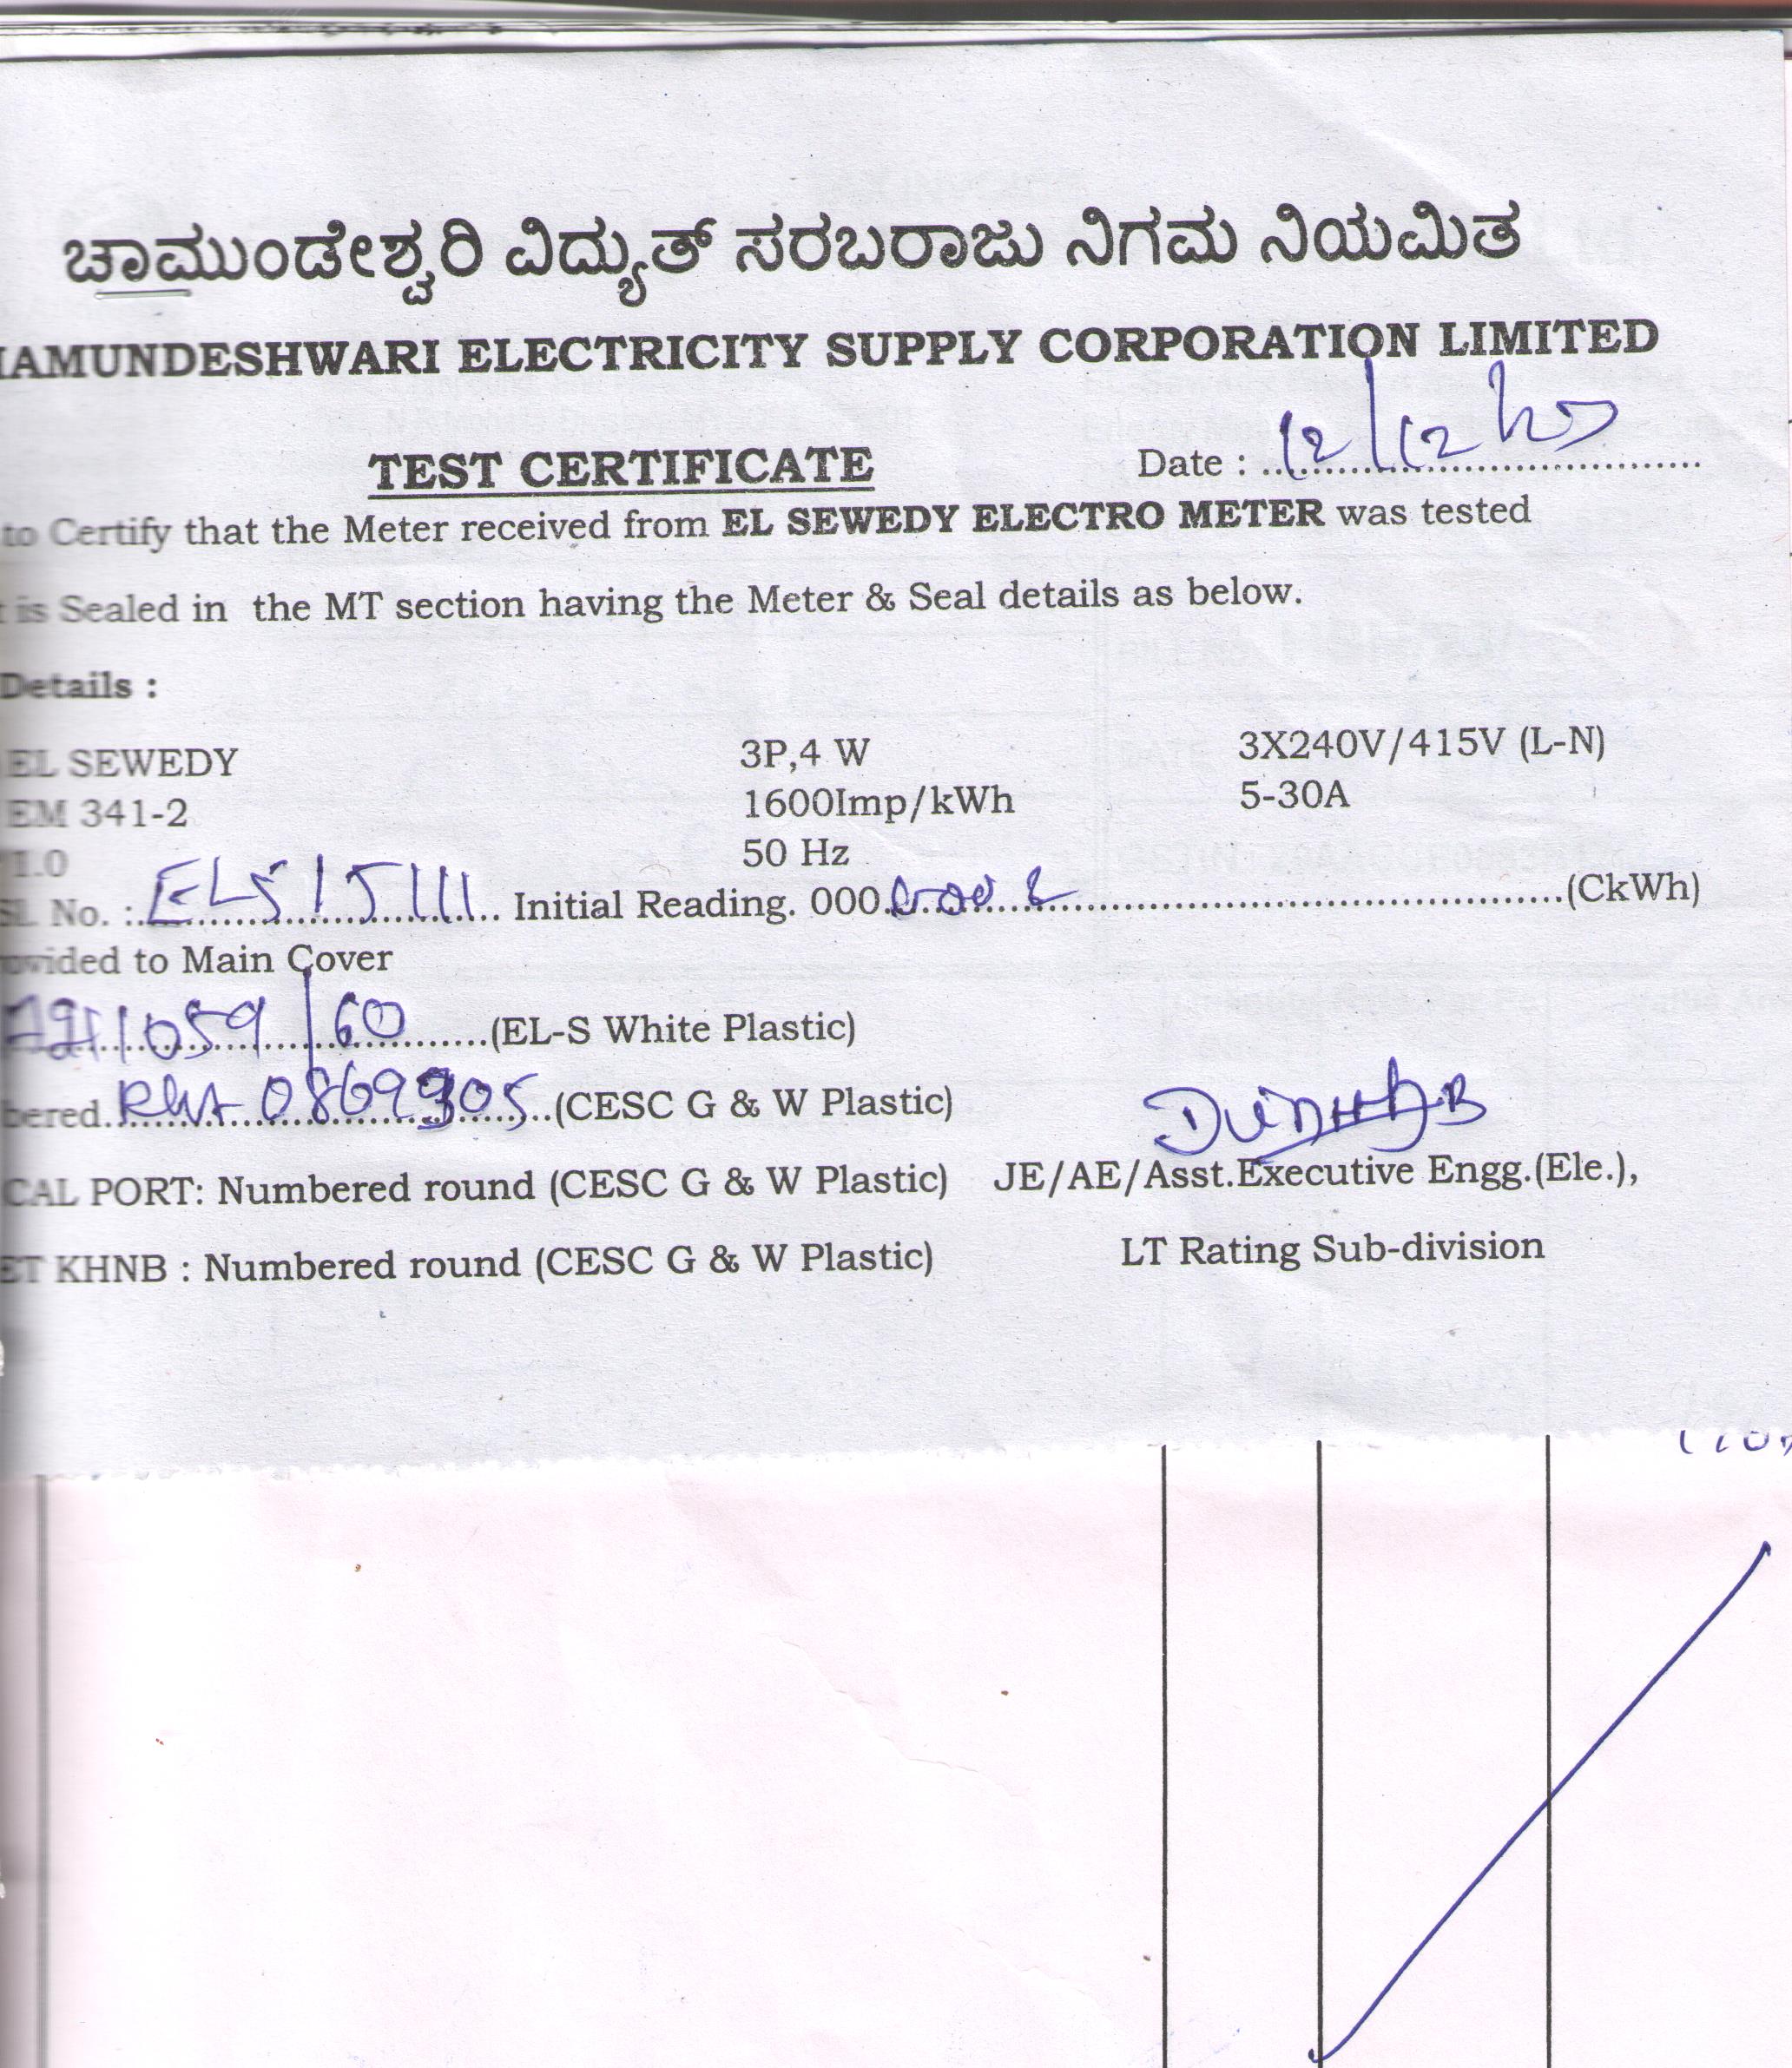 ಚಾಮುಂಡೇಶ್ವರಿ ವಿದ್ಯುತ್ ಸರಬರಾಜು ನಿಗಮ ನಿಯಮಿತ
HAMUNDESHWARI ELECTRICITY SUPPLY CORPORATION LIMITED
TEST CERTIFICATE Date : 12/12/
to Certify that the Meter received from EL SEWEDY ELECTRO METER was tested
is Sealed in the MT section having the Meter & Seal details as below.
Details :
EL SEWEDY 3P,4 W 3X240V/415V (L-N)
EM 341-2 1600Imp/kWh 5-30A
1.0 50 Hz
SL No. : ELS15111 Initial Reading. 000 (CkWh)
ovided to Main Cover
1059/60 (EL-S White Plastic)
bered. 0869305 (CESC G & W Plastic)
CAL PORT: Numbered round (CESC G & W Plastic) JE/AE/Asst.Executive Engg.(Ele.),
ET KHNB : Numbered round (CESC G & W Plastic) LT Rating Sub-division